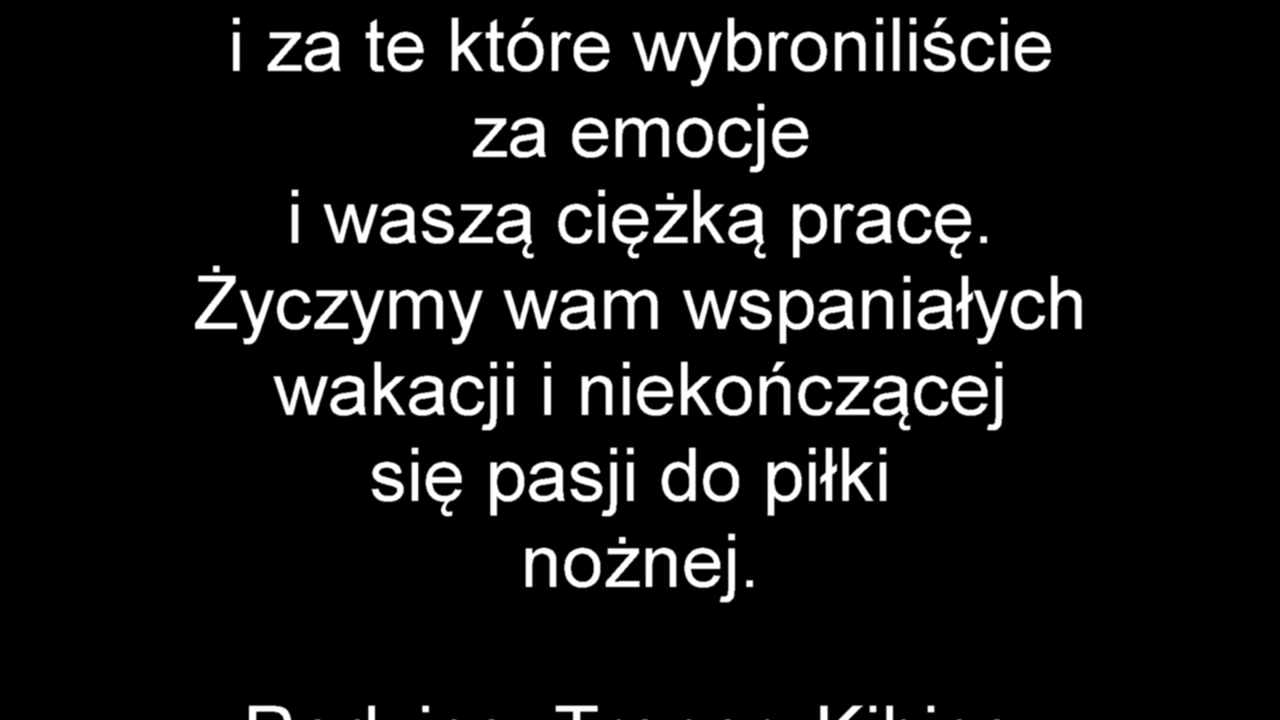 i za te które wybroniliście
za emocje
i waszą ciężką pracę.
Życzymy wam wspaniałych
wakacji i niekończącej
się pasji do piłki
nożnej.